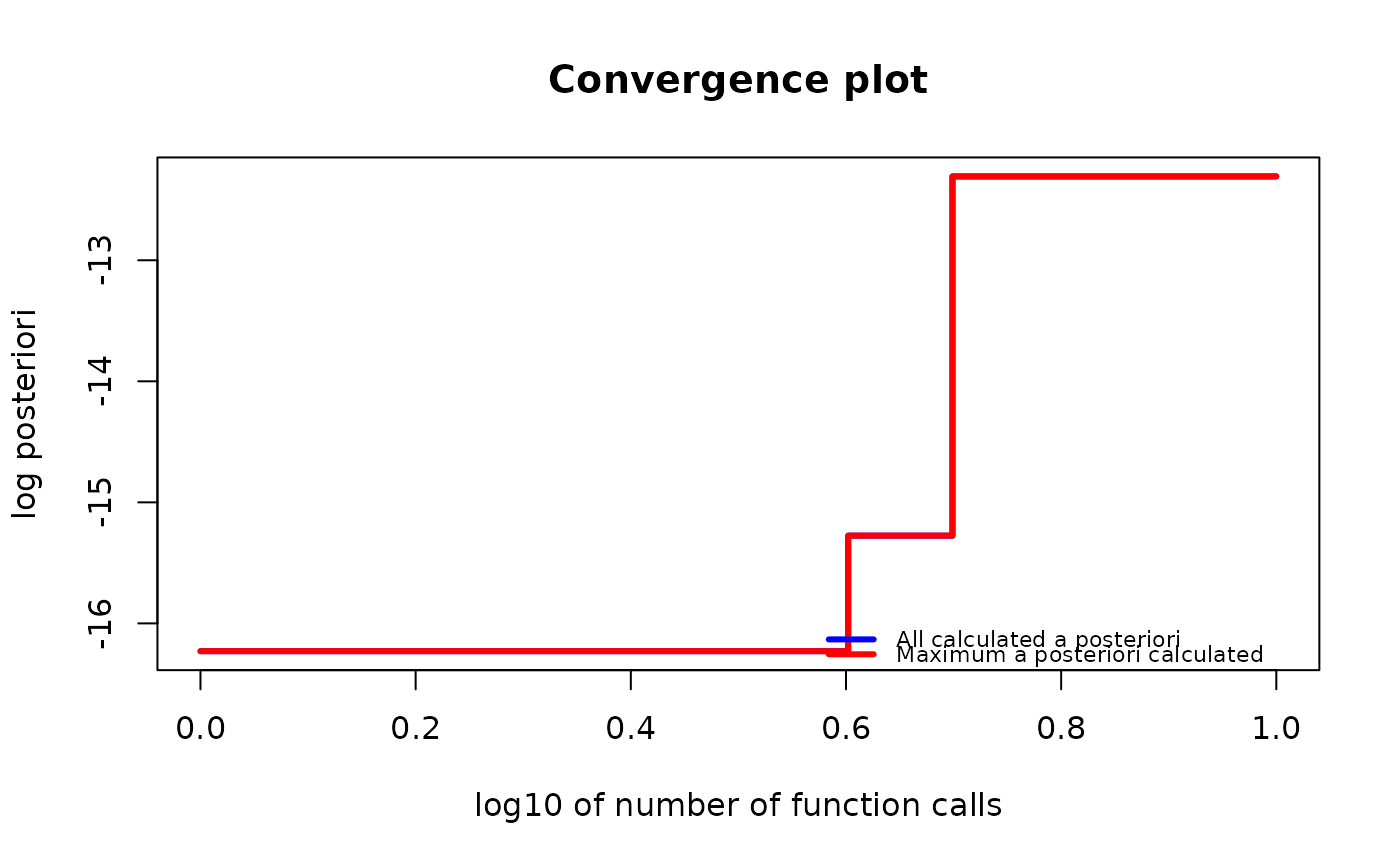 Convergence plot
log posteriori
-13
-14
-15
-16
All calculated a posteriori
Maximum a posteriori calculated
0.0 0.2 0.4 0.6 0.8 1.0
log10 of number of function calls